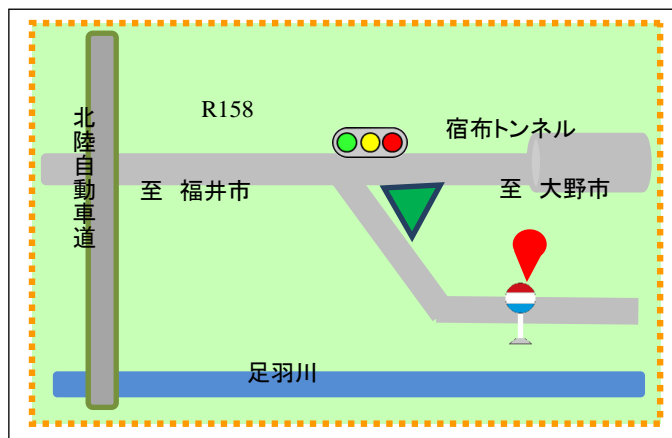 北陸自動車道
R158
宿布トンネル
至　福井市
至　大野市
足羽川